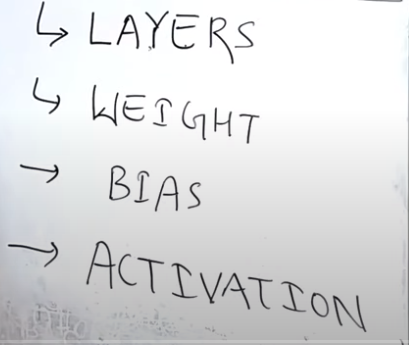 ↳ LAYERS
↳ WEIGHT
→ BIAS
→ ACTIVATION